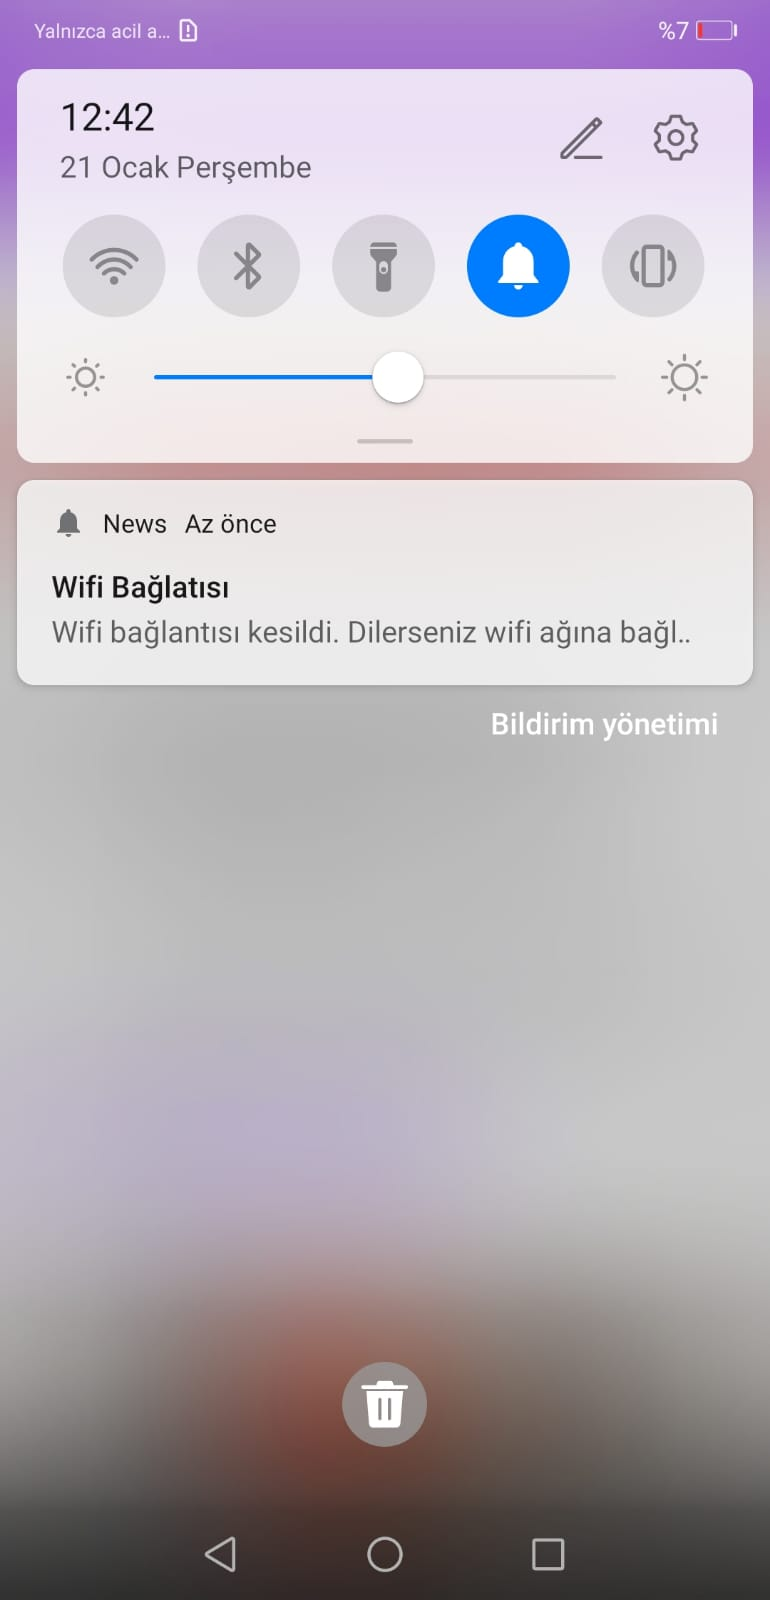 Yalnızca acil a...
%7
12:42
21 Ocak Perşembe
News Az önce
Wifi Bağlatısı
Wifi bağlantısı kesildi. Dilerseniz wifi ağına bağl..
Bildirim yönetimi